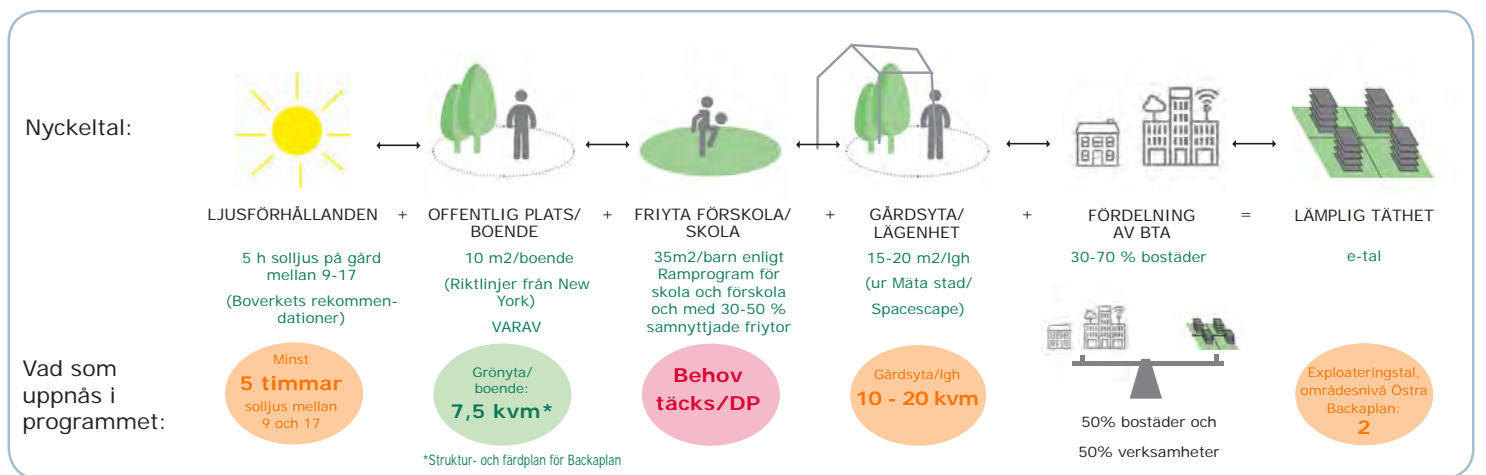 Nyckeltal:
LJUSFÖRHÅLLANDEN
+
OFFENTLIG PLATS/
BOENDE
+
FRIYTA FÖRSKOLA/
SKOLA
+
GÅRDSYTA/
LÄGENHET
+
FÖRDELNING
AV BTA
=
LÄMPLIG TÄTHET
5 h solljus på gård
mellan 9-17
(Boverkets rekommen-
dationer)
10 m2/boende
(Riktlinjer från New
York)
VARAV
35m2/barn enligt
Ramprogram för
skola och förskola
och med 30-50 %
samnyttjade friytor
15-20 m2/lgh
(ur Mäta stad/
Spacescape)
30-70 % bostäder
e-tal
Vad som
uppnås i
programmet:
Minst
5 timmar
solljus mellan
9 och 17
Grönyta/
boende:
7,5 kvm*
*Struktur- och färdplan för Backaplan
Behov
täcks/DP
Gårdsyta/lgh
10 - 20 kvm
50% bostäder och
50% verksamheter
Exploateringstal,
områdesnivå Östra
Backaplan:
2